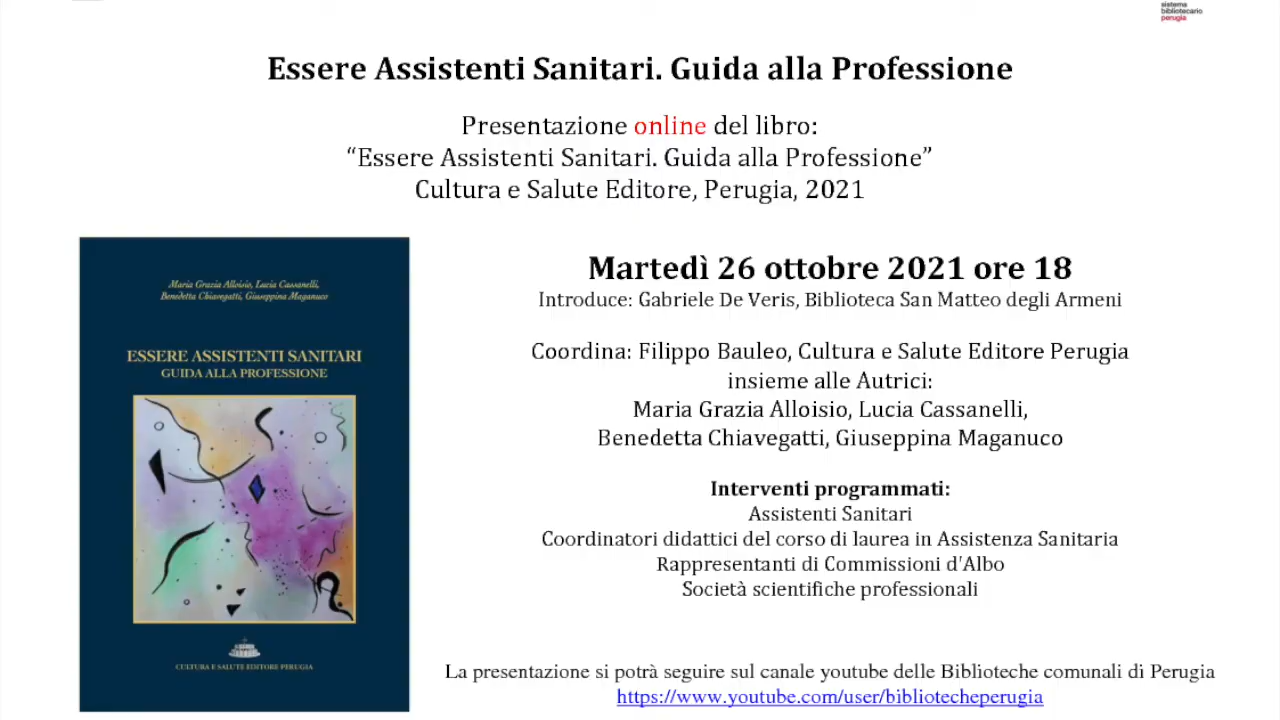 sistema
bibliotecario
perugia
Essere Assistenti Sanitari. Guida alla Professione
Presentazione online del libro:
“Essere Assistenti Sanitari. Guida alla Professione”
Cultura e Salute Editore, Perugia, 2021
Maria Grazia Alloisio, Lucia Cassanelli,
Benedetta Chiavegatti, Giuseppina Maganuco
ESSERE ASSISTENTI SANITARI
GUIDA ALLA PROFESSIONE
CULTURA E SALUTE EDITORE PERUGIA
Martedì 26 ottobre 2021 ore 18
Introduce: Gabriele De Veris, Biblioteca San Matteo degli Armeni
Coordina: Filippo Bauleo, Cultura e Salute Editore Perugia
insieme alle Autrici:
Maria Grazia Alloisio, Lucia Cassanelli,
Benedetta Chiavegatti, Giuseppina Maganuco
Interventi programmati:
Assistenti Sanitari
Coordinatori didattici del corso di laurea in Assistenza Sanitaria
Rappresentanti di Commissioni d'Albo
Società scientifiche professionali
La presentazione si potrà seguire sul canale youtube delle Biblioteche comunali di Perugia
https://www.youtube.com/user/bibliotecheperugia